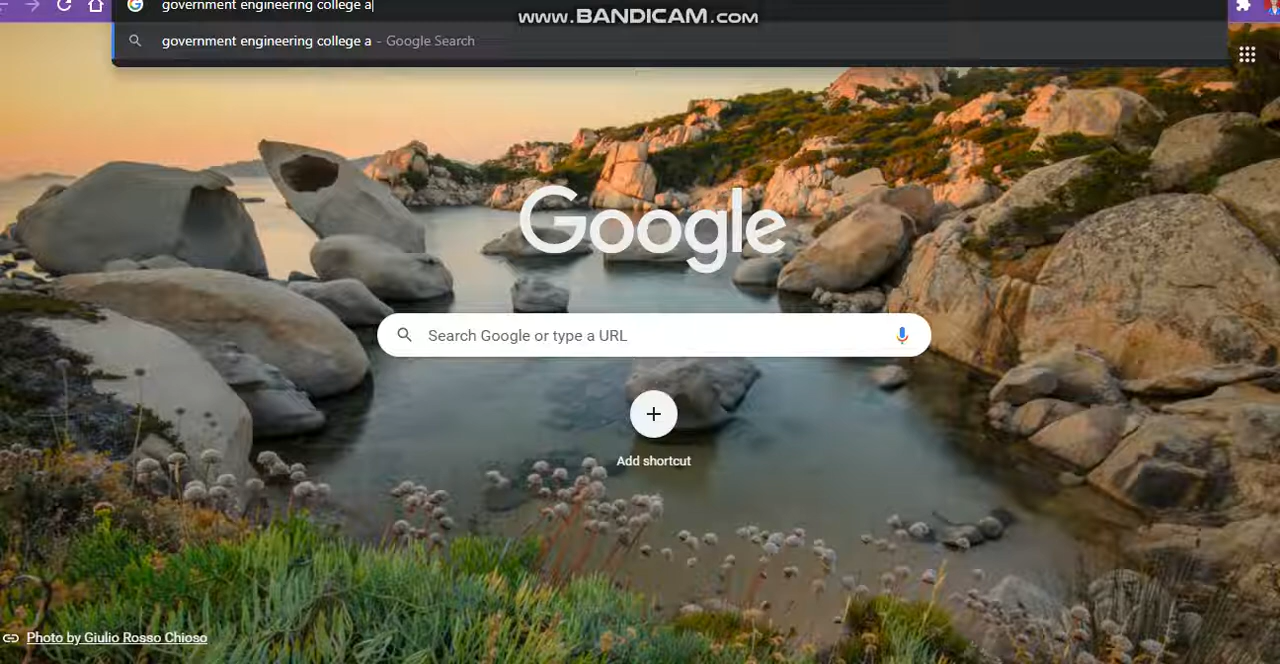 government engineering college a
www.BANDICAM.com
government engineering college a - Google Search
Google
Search Google or type a URL
Add shortcut
Photo by Giulio Rosso Chioso